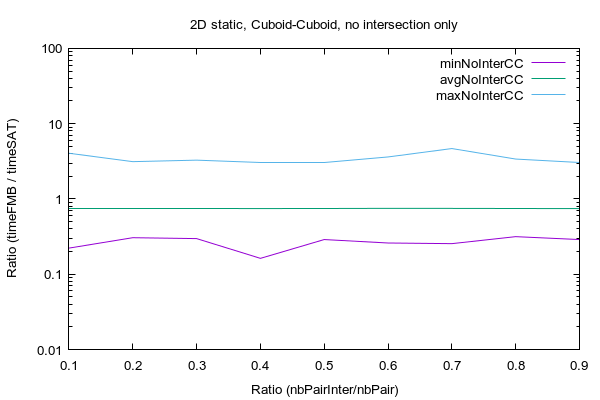 2D static, Cuboid-Cuboid, no intersection only
100
10
1
0.1
0.01
Ratio (timeFMB / timeSAT)
minNoInterCC
avgNoInterCC
maxNoInterCC
0.1 0.2 0.3 0.4 0.5 0.6 0.7 0.8 0.9
Ratio (nbPairInter/nbPair)